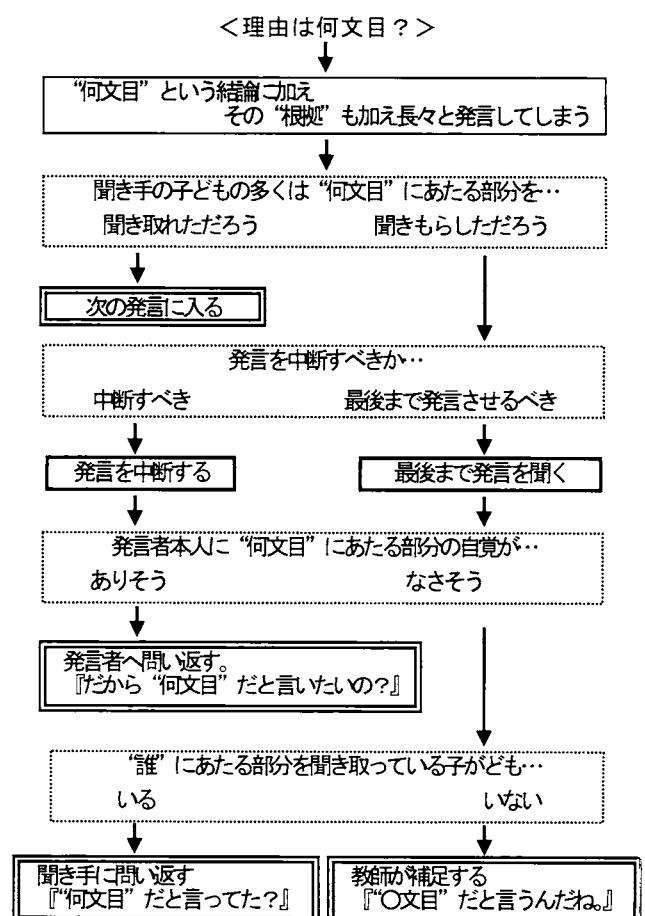 ＜理由は何文目？＞
“何文目”という結論に加え
その“根拠”も加え長々と発言してしまう
聞き手の子どもの多くは“何文目”にあたる部分を…
聞き取れただろう　聞きもらしただろう
次の発言に入る
発言を中断すべきか…
中断すべき　最後まで発言させるべき
発言を中断する　最後まで発言を聞く
発言者本人に“何文目”にあたる部分の自覚が…
ありそう　なさそう
発言者へ問い返す。
『だから“何文目”だと言いたいの？』
“誰”にあたる部分を聞き取っている子がども…
いる　いない
聞き手に問い返す　教師が補足する
『“何文目”だと言ってた？』　『“〇文目”だと言うんだね。』